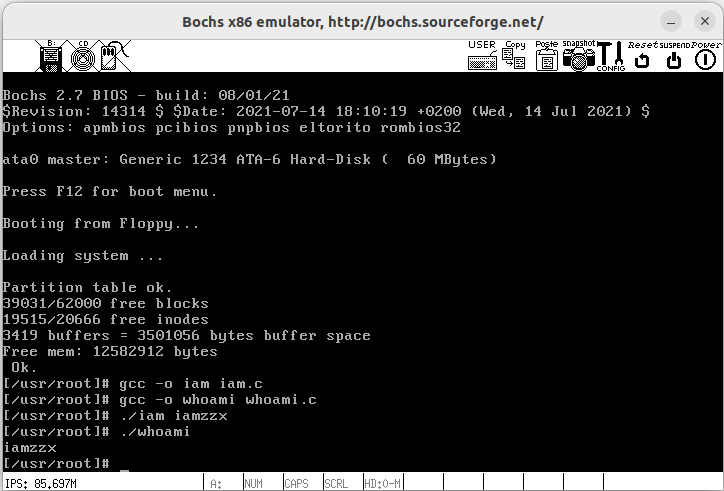 Bochs x86 emulator, http://bochs.sourceforge.net/
B: CD USER Copy Paste snapshot CONFIG Reset SUSPEND Power
Bochs 2.7 BIOS - build: 08/01/21
$Revision: 14314 $ $Date: 2021-07-14 18:10:19 +0200 (Wed, 14 Jul 2021) $
Options: apmbios pcibios pnpbios eltorito rombios32
ata0 master: Generic 1234 ATA-6 Hard-Disk (  60 MBytes)
Press F12 for boot menu.
Booting from Floppy...
Loading system ...
Partition table ok.
39031/62000 free blocks
19515/20666 free inodes
3419 buffers = 3501056 bytes buffer space
Free mem: 12582912 bytes
 Ok.
[/usr/root]# gcc -o iam iam.c
[/usr/root]# gcc -o whoami whoami.c
[/usr/root]# ./iam iamzzx
[/usr/root]# ./whoami
iamzzx
[/usr/root]# _
IPS: 85.697M A: NUM CAPS SCRL HD:0-M